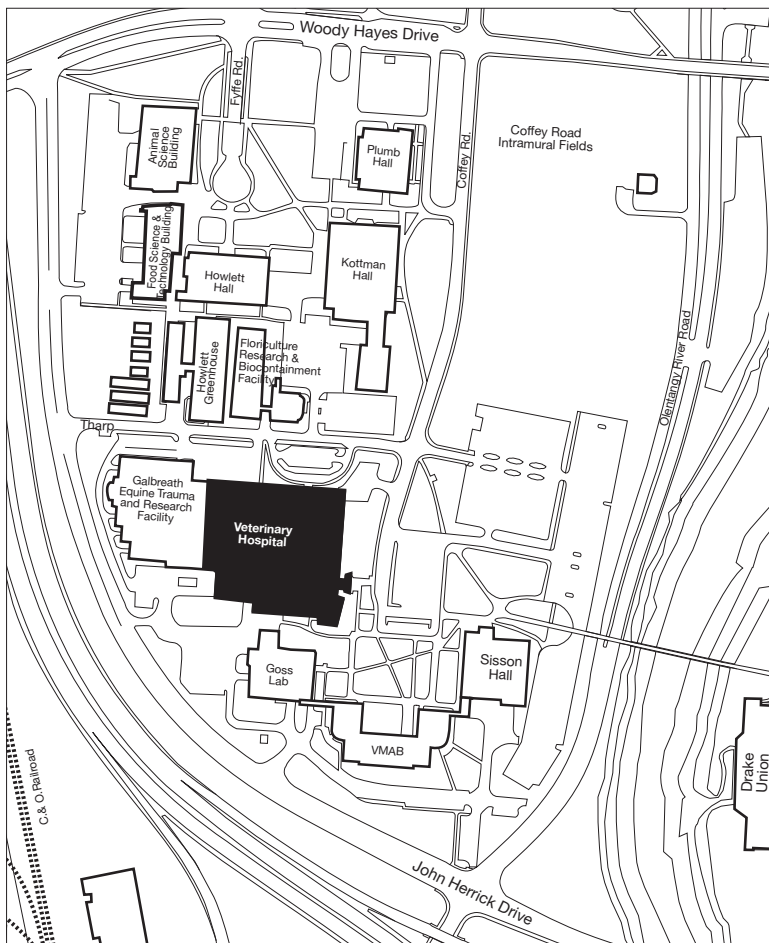 Woody Hayes Drive
Fyffe Rd.
Coffey Rd.
Animal
Science
Building
Plumb
Hall
Coffey Road
Intramural Fields
Food Science &
Technology Building
Howlett
Hall
Kottman
Hall
Howlett
Greenhouse
Floriculture
Research &
Biocontainment
Facility
Olentangy River Road
Tharp
Galbreath
Equine Trauma
and Research
Facility
Veterinary
Hospital
Goss
Lab
Sisson
Hall
VMAB
Drake
Union
C.& O.Railroad
John Herrick Drive